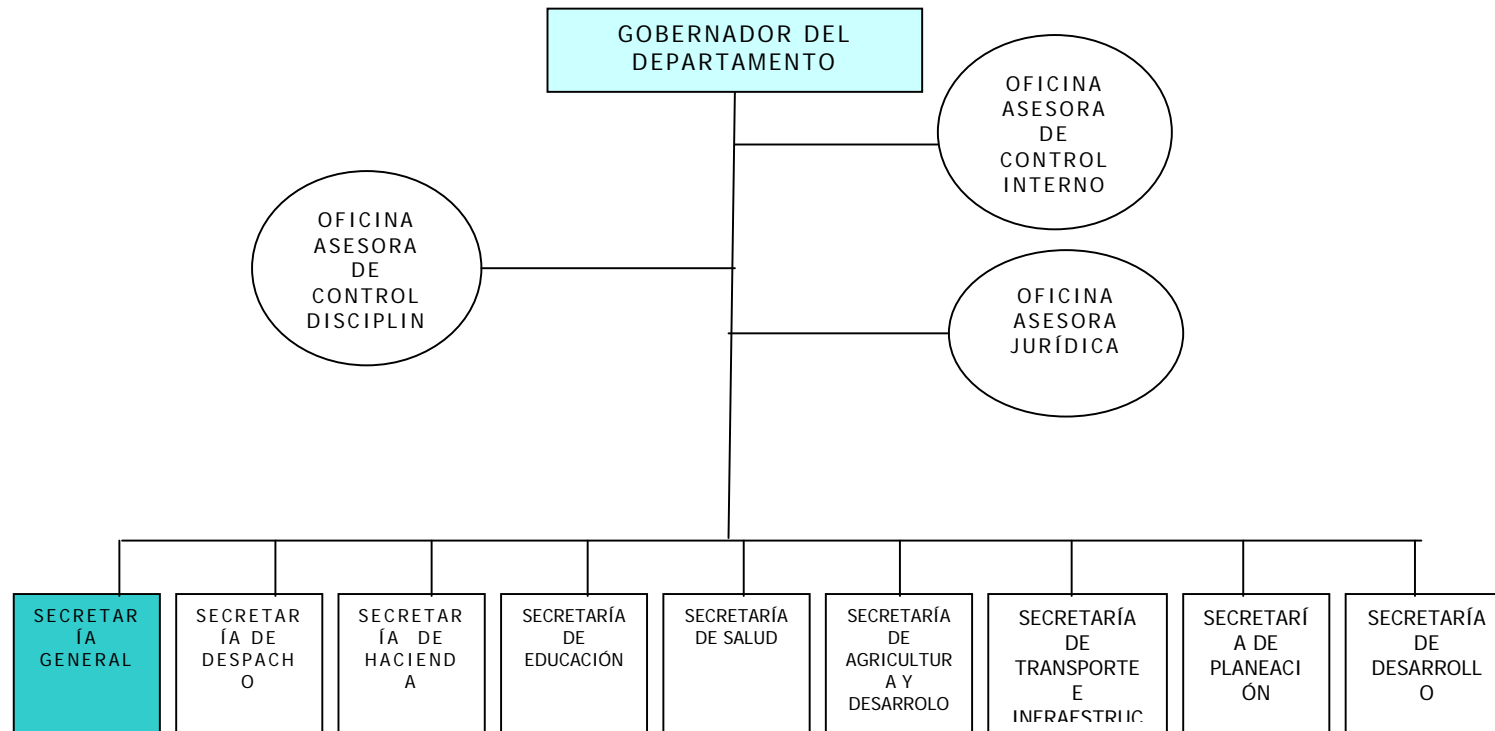 GOBERNADOR DEL
DEPARTAMENTO
OFICINA
ASESORA
DE
CONTROL
INTERNO
OFICINA
ASESORA
DE
CONTROL
DISCIPLIN
OFICINA
ASESORA
JURÍDICA
SECRETAR
ÍA
GENERAL
SECRETAR
ÍA DE
DESPACH
O
SECRETAR
ÍA DE
HACIEND
A
SECRETARÍA
DE
EDUCACIÓN
SECRETARÍA
DE SALUD
SECRETARÍA
DE
AGRICULTUR
A Y
DESARROLO
SECRETARÍA
DE
TRANSPORTE
E
INFRAESTRUC
SECRETARÍ
A DE
PLANEACI
ÓN
SECRETARÍA
DE
DESARROLL
O